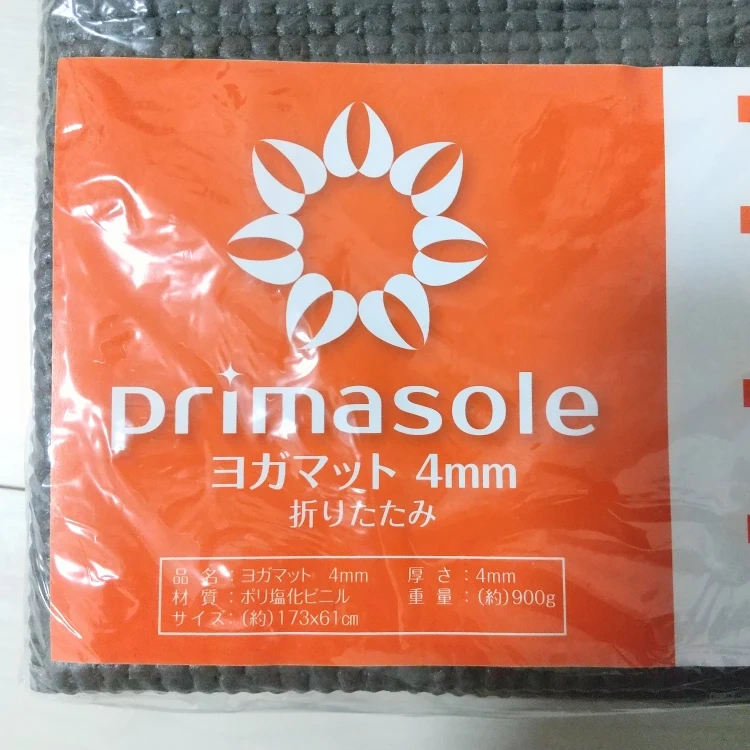 primasole
ヨガマット 4mm
折りたたみ
品 名：ヨガマット 4mm 厚 さ：4mm
材 質：ポリ塩化ビニル 重 量：(約)900g
サイズ：(約)173x61㎝